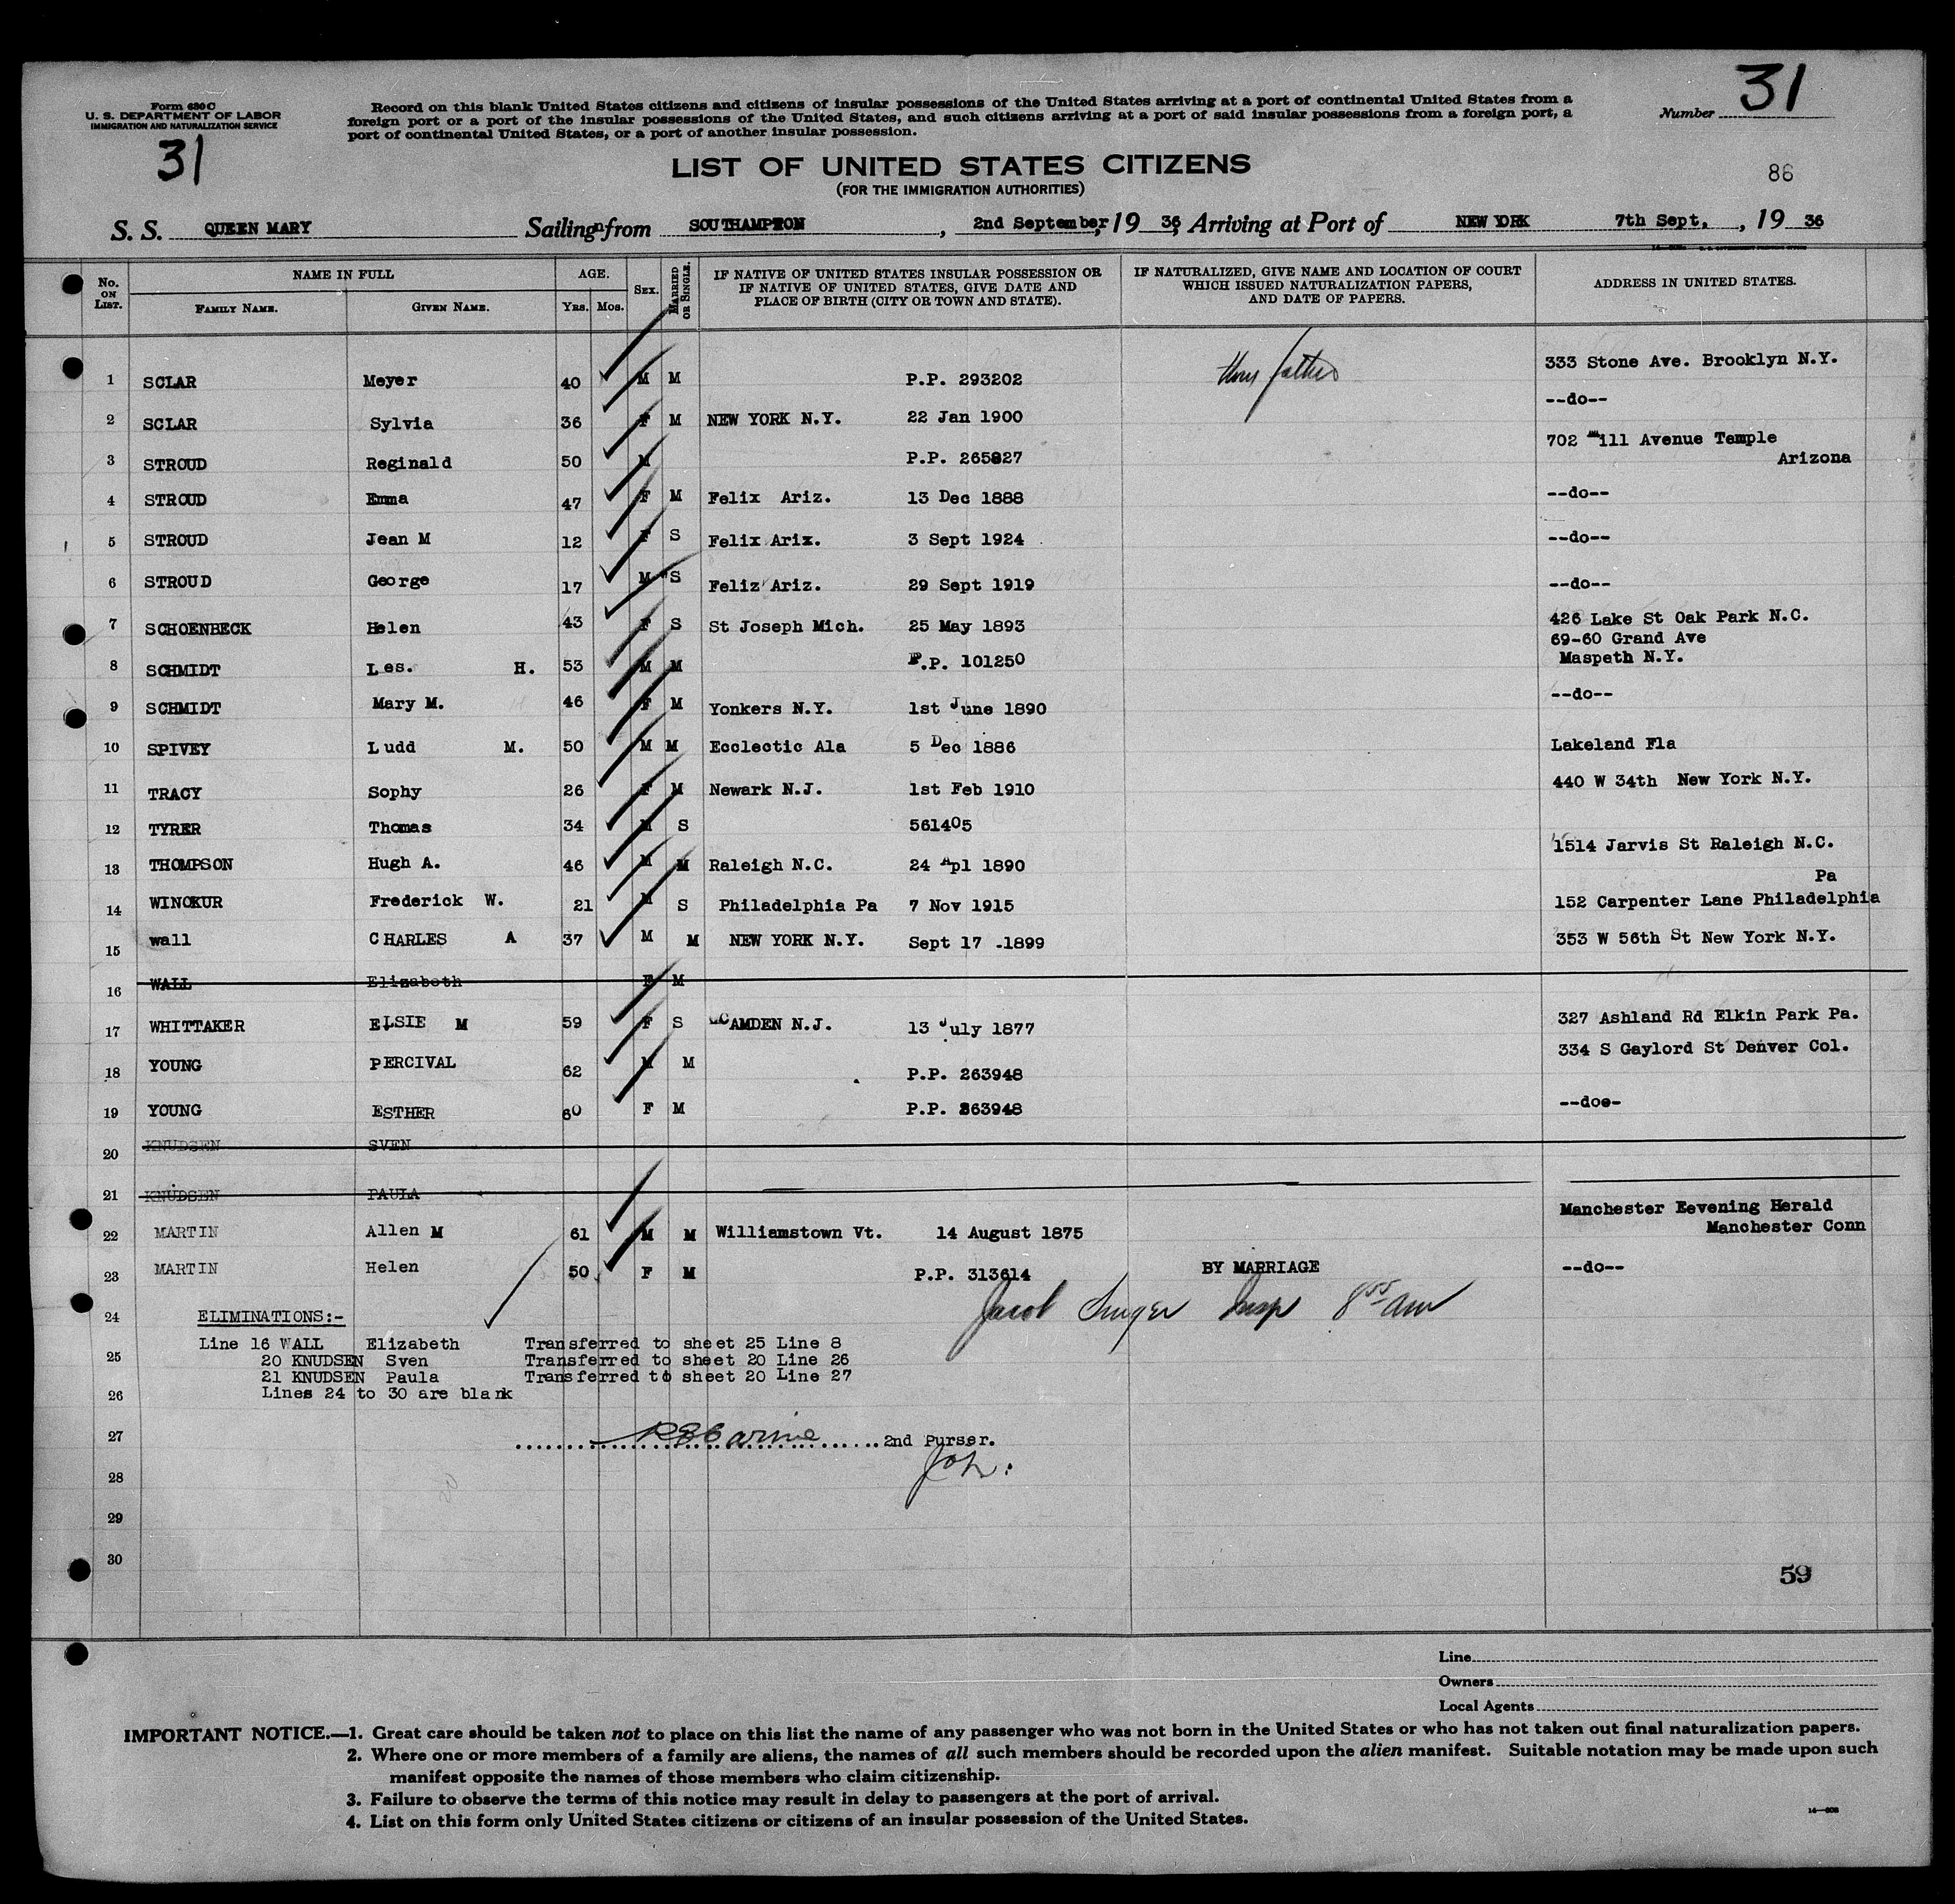 Form 630 C
U. S. DEPARTMENT OF LABOR
IMMIGRATION AND NATURALIZATION SERVICE
31
Record on this blank United States citizens and citizens of insular possessions of the United States arriving at a port of continental United States from a
foreign port or a port of the insular possessions of the United States, and such citizens arriving at a port of said insular possessions from a foreign port, a
port of continental United States, or a port of another insular possession.
Number 31
86
LIST OF UNITED STATES CITIZENS
(FOR THE IMMIGRATION AUTHORITIES)
S. S. QUEEN MARY Sailing from SOUTHAMPTON, 2nd September, 19 36, Arriving at Port of NEW YORK 7th Sept., 19 36
No. ON LIST. NAME IN FULL FAMILY NAME. GIVEN NAME. AGE. YRS. MOS. SEX. MARRIED OR SINGLE. IF NATIVE OF UNITED STATES INSULAR POSSESSION OR IF NATIVE OF UNITED STATES, GIVE DATE AND PLACE OF BIRTH (CITY OR TOWN AND STATE). IF NATURALIZED, GIVE NAME AND LOCATION OF COURT WHICH ISSUED NATURALIZATION PAPERS, AND DATE OF PAPERS. ADDRESS IN UNITED STATES.
1 SCLAR Meyer 40 M M P.P. 293202 thru father 333 Stone Ave. Brooklyn N.Y.
2 SCLAR Sylvia 36 F M NEW YORK N.Y. 22 Jan 1900 --do--
3 STROUD Reginald 50 M P.P. 265827 702 Mill Avenue Temple
Arizona
4 STROUD Emma 47 F M Felix Ariz. 13 Dec 1888 --do--
5 STROUD Jean M 12 F S Felix Arix. 3 Sept 1924 --do--
6 STROUD George 17 M S Feliz Ariz. 29 Sept 1919 --do--
7 SCHOENBECK Helen 43 F S St Joseph Mich. 25 May 1893 426 Lake St Oak Park N.C.
8 SCHMIDT Les. H. 53 M M P.P. 101250 69-60 Grand Ave
Maspeth N.Y.
9 SCHMIDT Mary M. 46 F M Yonkers N.Y. 1st June 1890 --do--
10 SPIVEY Ludd M. 50 M M Ecclectic Ala 5 Dec 1886 Lakeland Fla
11 TRACY Sophy 26 F M Newark N.J. 1st Feb 1910 440 W 34th New York N.Y.
12 TYRER Thomas 34 M S 561405
13 THOMPSON Hugh A. 46 M M Raleigh N.C. 24 Apl 1890 1514 Jarvis St Raleigh N.C.
Pa
14 WINOKUR Frederick W. 21 M S Philadelphia Pa 7 Nov 1915 152 Carpenter Lane Philadelphia
15 wall CHARLES A 37 M M NEW YORK N.Y. Sept 17 -1899 353 W 56th St New York N.Y.
16 WALL Elizabeth F M
17 WHITTAKER ELSIE M 59 F S CAMDEN N.J. 13 July 1877 327 Ashland Rd Elkin Park Pa.
18 YOUNG PERCIVAL 62 M M P.P. 263948 334 S Gaylord St Denver Col.
19 YOUNG ESTHER 60 F M P.P. 263948 --doe-
20 KNUDSEN SVEN
21 KNUDSEN PAULA
22 MARTIN Allen M 61 M M Williamstown Vt. 14 August 1875 Manchester Eevening Herald
Manchester Conn
23 MARTIN Helen 50 F M P.P. 313614 BY MARRIAGE --do--
24 ELIMINATIONS:- Jacob Singer Insp 8 55 am
Line 16 WALL Elizabeth Transferred to sheet 25 Line 8
25 20 KNUDSEN Sven Transferred to sheet 20 Line 26
21 KNUDSEN Paula Transferred to sheet 20 Line 27
26 Lines 24 to 30 are blank
27 2nd Purser.
28
29
30
59
Line
Owners
Local Agents
IMPORTANT NOTICE.—1. Great care should be taken not to place on this list the name of any passenger who was not born in the United States or who has not taken out final naturalization papers.
2. Where one or more members of a family are aliens, the names of all such members should be recorded upon the alien manifest. Suitable notation may be made upon such
manifest opposite the names of those members who claim citizenship.
3. Failure to observe the terms of this notice may result in delay to passengers at the port of arrival.
4. List on this form only United States citizens or citizens of an insular possession of the United States.